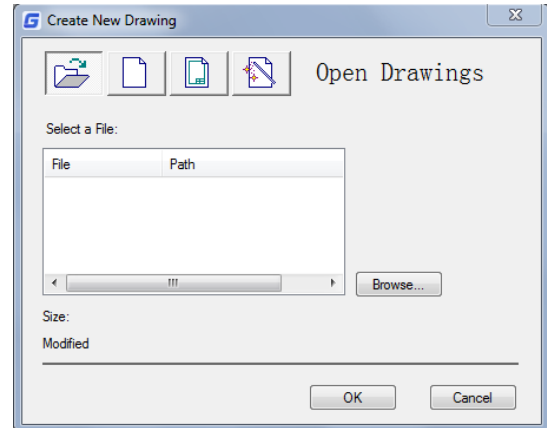 Create New Drawing
Open Drawings
Select a File:
File Path
Browse...
Size:
Modified
OK Cancel